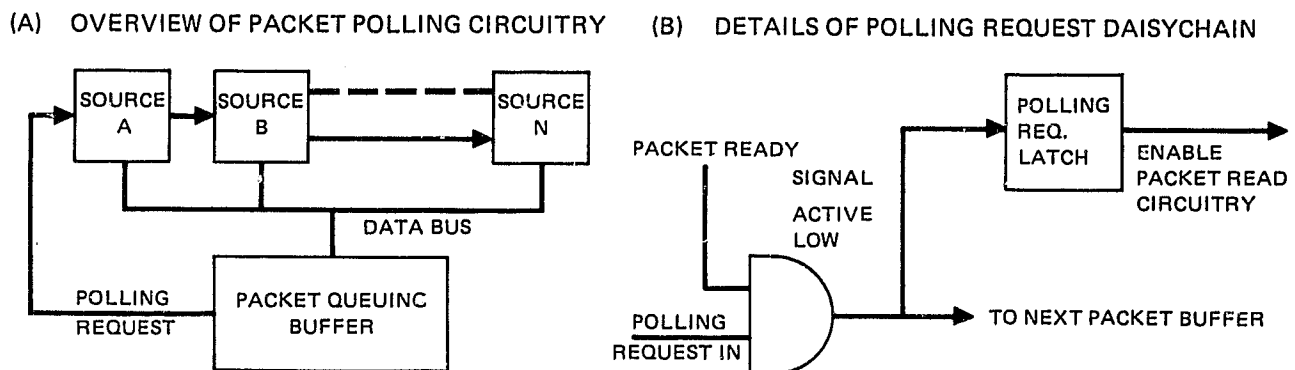 (A) OVERVIEW OF PACKET POLLING CIRCUITRY
SOURCE
A
SOURCE
B
SOURCE
N
DATA BUS
POLLING
REQUEST
PACKET QUEUINC
BUFFER
(B) DETAILS OF POLLING REQUEST DAISYCHAIN
PACKET READY
SIGNAL
ACTIVE
LOW
POLLING
REQ.
LATCH
ENABLE
PACKET READ
CIRCUITRY
POLLING
REQUEST IN
TO NEXT PACKET BUFFER